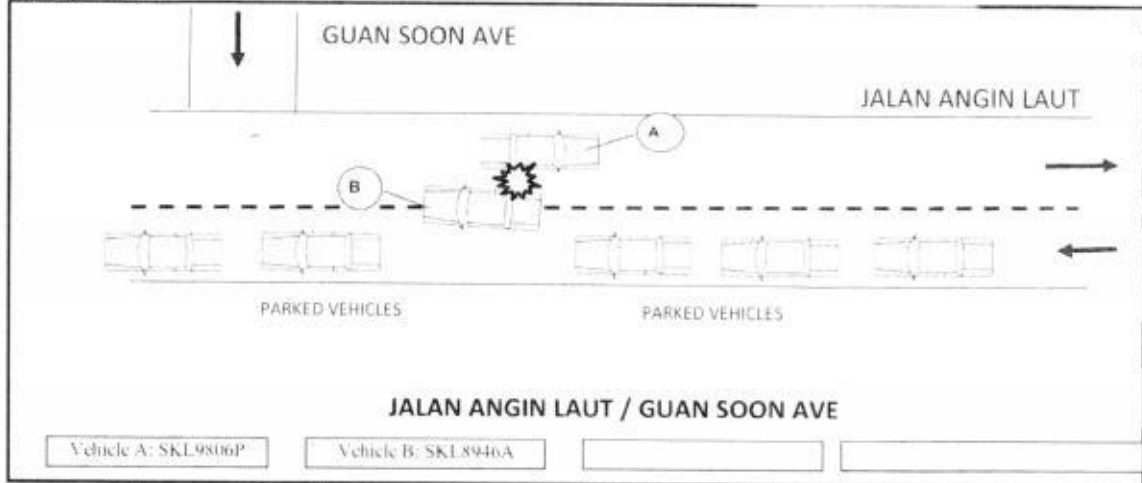 GUAN SOON AVE
JALAN ANGIN LAUT
A
B
PARKED VEHICLES
PARKED VEHICLES
JALAN ANGIN LAUT / GUAN SOON AVE
Vehicle A: SKL9806P
Vehicle B: SKL8946A